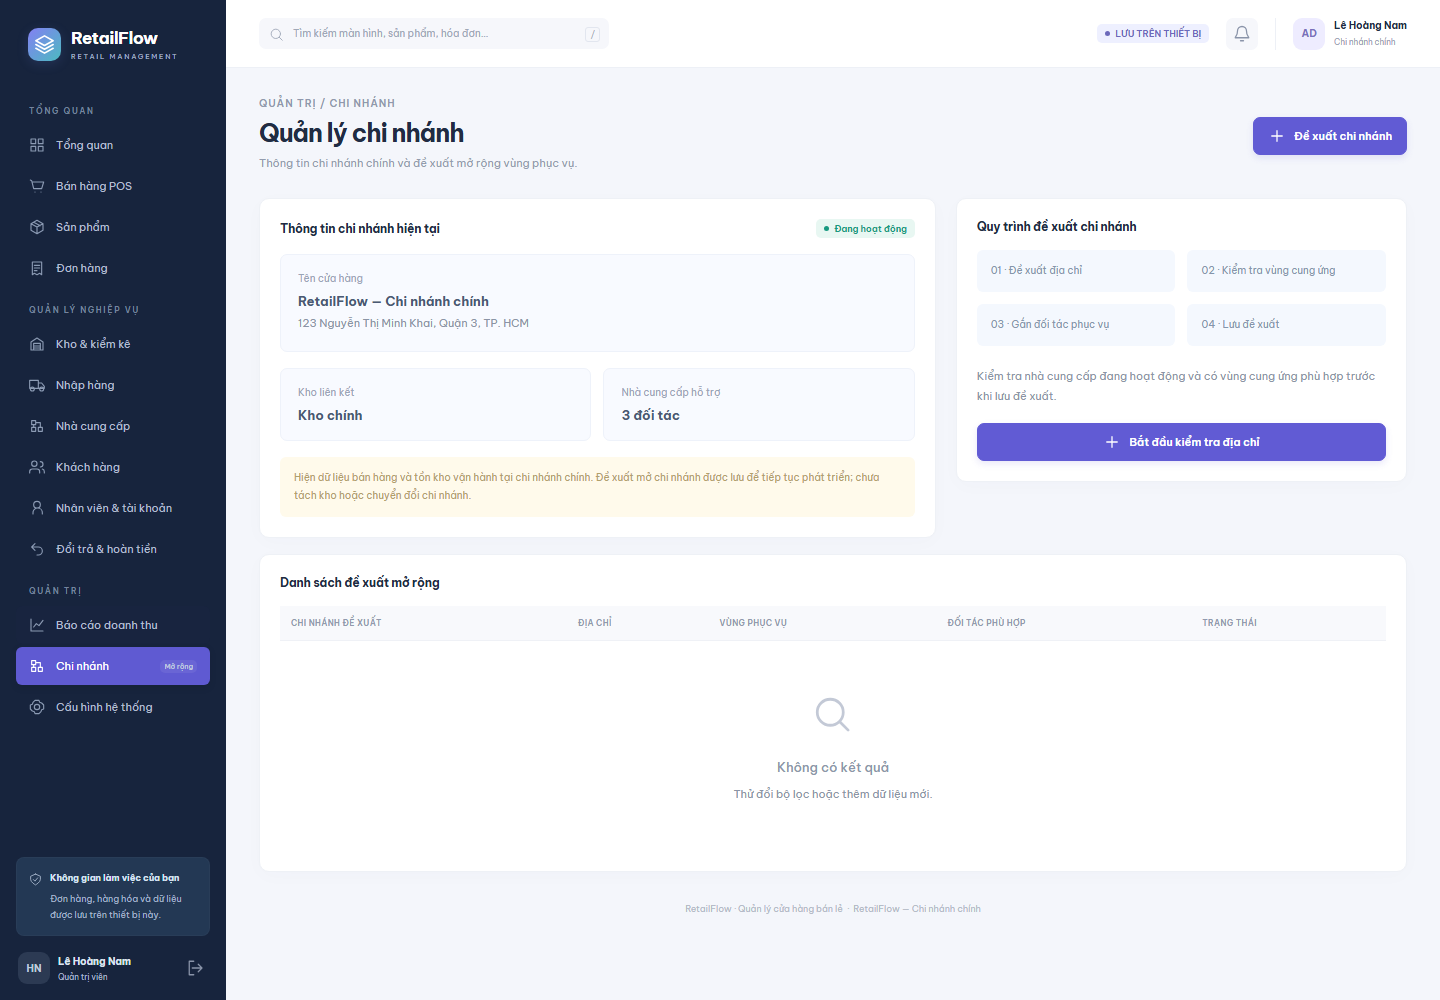 RetailFlow
RETAIL MANAGEMENT
TỔNG QUAN
Tổng quan
Bán hàng POS
Sản phẩm
Đơn hàng
QUẢN LÝ NGHIỆP VỤ
Kho & kiểm kê
Nhập hàng
Nhà cung cấp
Khách hàng
Nhân viên & tài khoản
Đổi trả & hoàn tiền
QUẢN TRỊ
Báo cáo doanh thu
Chi nhánh
Mở rộng
Cấu hình hệ thống
Không gian làm việc của bạn
Đơn hàng, hàng hóa và dữ liệu
được lưu trên thiết bị này.
HN
Lê Hoàng Nam
Quản trị viên
Tìm kiếm màn hình, sản phẩm, hóa đơn...
/
LƯU TRÊN THIẾT BỊ
AD
Lê Hoàng Nam
Chi nhánh chính
QUẢN TRỊ / CHI NHÁNH
Quản lý chi nhánh
Thông tin chi nhánh chính và đề xuất mở rộng vùng phục vụ.
Đề xuất chi nhánh
Thông tin chi nhánh hiện tại
Đang hoạt động
Tên cửa hàng
RetailFlow — Chi nhánh chính
123 Nguyễn Thị Minh Khai, Quận 3, TP. HCM
Kho liên kết
Kho chính
Nhà cung cấp hỗ trợ
3 đối tác
Hiện dữ liệu bán hàng và tồn kho vận hành tại chi nhánh chính. Đề xuất mở chi nhánh được lưu để tiếp tục phát triển; chưa
tách kho hoặc chuyển đổi chi nhánh.
Quy trình đề xuất chi nhánh
01 · Đề xuất địa chỉ
02 · Kiểm tra vùng cung ứng
03 · Gắn đối tác phục vụ
04 · Lưu đề xuất
Kiểm tra nhà cung cấp đang hoạt động và có vùng cung ứng phù hợp trước
khi lưu đề xuất.
Bắt đầu kiểm tra địa chỉ
Danh sách đề xuất mở rộng
CHI NHÁNH ĐỀ XUẤT
ĐỊA CHỈ
VÙNG PHỤC VỤ
ĐỐI TÁC PHÙ HỢP
TRẠNG THÁI
Không có kết quả
Thử đổi bộ lọc hoặc thêm dữ liệu mới.
RetailFlow · Quản lý cửa hàng bán lẻ · RetailFlow — Chi nhánh chính